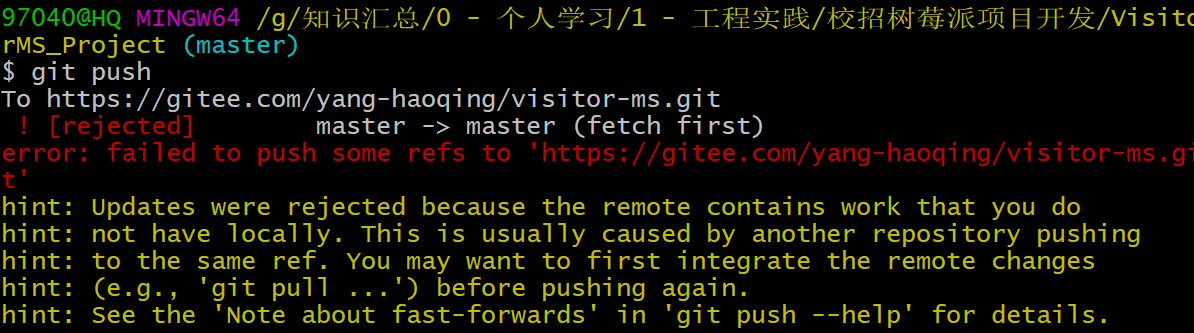 97040@HQ MINGW64 /g/知识汇总/0 - 个人学习/1 - 工程实践/校招树莓派项目开发/Visito
rMS_Project (master)
$ git push
To https://gitee.com/yang-haoqing/visitor-ms.git
 ! [rejected]        master -> master (fetch first)
error: failed to push some refs to 'https://gitee.com/yang-haoqing/visitor-ms.gi
t'
hint: Updates were rejected because the remote contains work that you do
hint: not have locally. This is usually caused by another repository pushing
hint: to the same ref. You may want to first integrate the remote changes
hint: (e.g., 'git pull ...') before pushing again.
hint: See the 'Note about fast-forwards' in 'git push --help' for details.